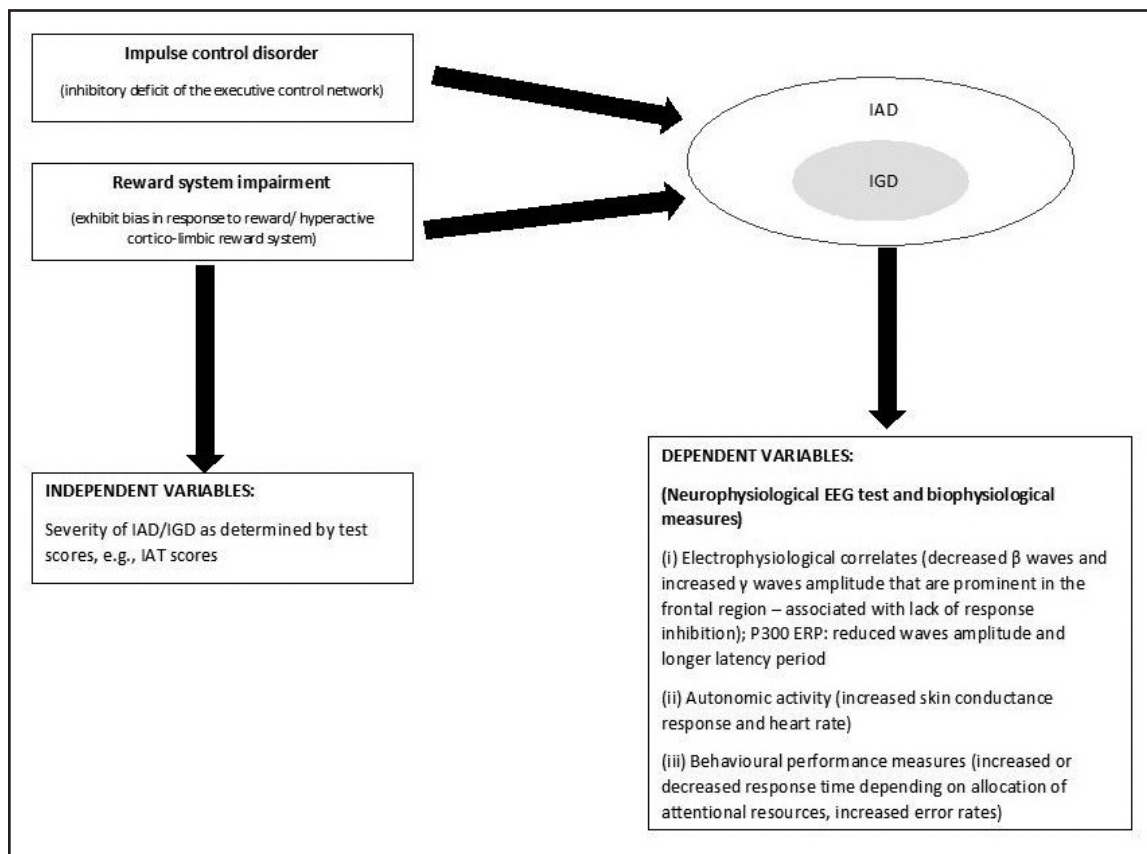 Impulse control disorder
(inhibitory deficit of the executive control network)
Reward system impairment
(exhibit bias in response to reward/ hyperactive
cortico-limbic reward system)
IAD
IGD
INDEPENDENT VARIABLES:
Severity of IAD/IGD as determined by test
scores, e.g., IAT scores
DEPENDENT VARIABLES:
(Neurophysiological EEG test and biophysiological
measures)
(i) Electrophysiological correlates (decreased β waves and
increased γ waves amplitude that are prominent in the
frontal region – associated with lack of response
inhibition); P300 ERP: reduced waves amplitude and
longer latency period
(ii) Autonomic activity (increased skin conductance
response and heart rate)
(iii) Behavioural performance measures (increased or
decreased response time depending on allocation of
attentional resources, increased error rates)